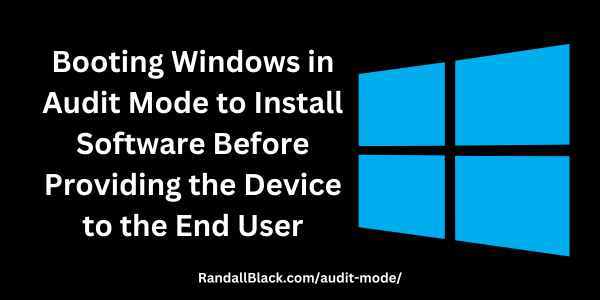 Booting Windows in
Audit Mode to Install
Software Before
Providing the Device
to the End User
RandallBlack.com/audit-mode/